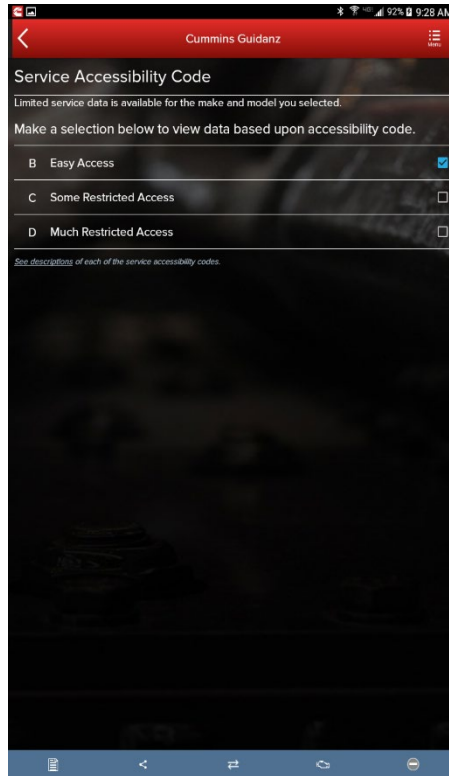 92% 9:28 AM
Cummins Guidanz
Menu
Service Accessibility Code
Limited service data is available for the make and model you selected.
Make a selection below to view data based upon accessibility code.
B Easy Access
C Some Restricted Access
D Much Restricted Access
See descriptions of each of the service accessibility codes.